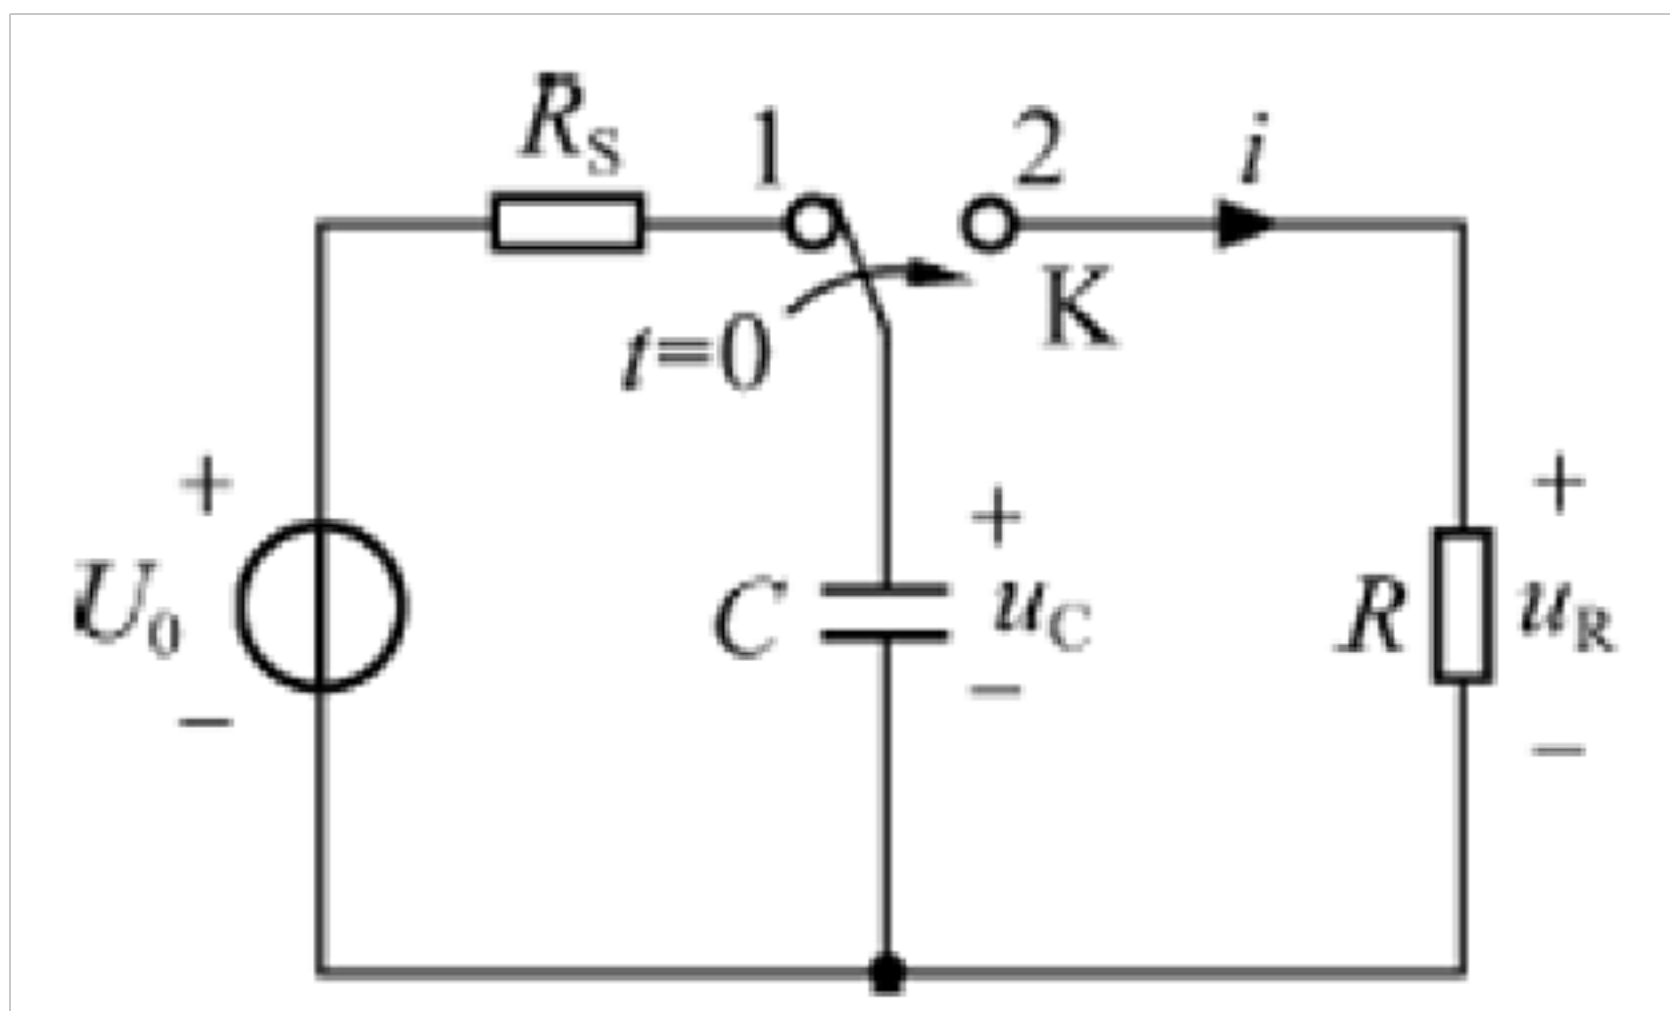 R_S 1 2 i
t=0 K
+ + +
U_0 C u_C R u_R
− − −